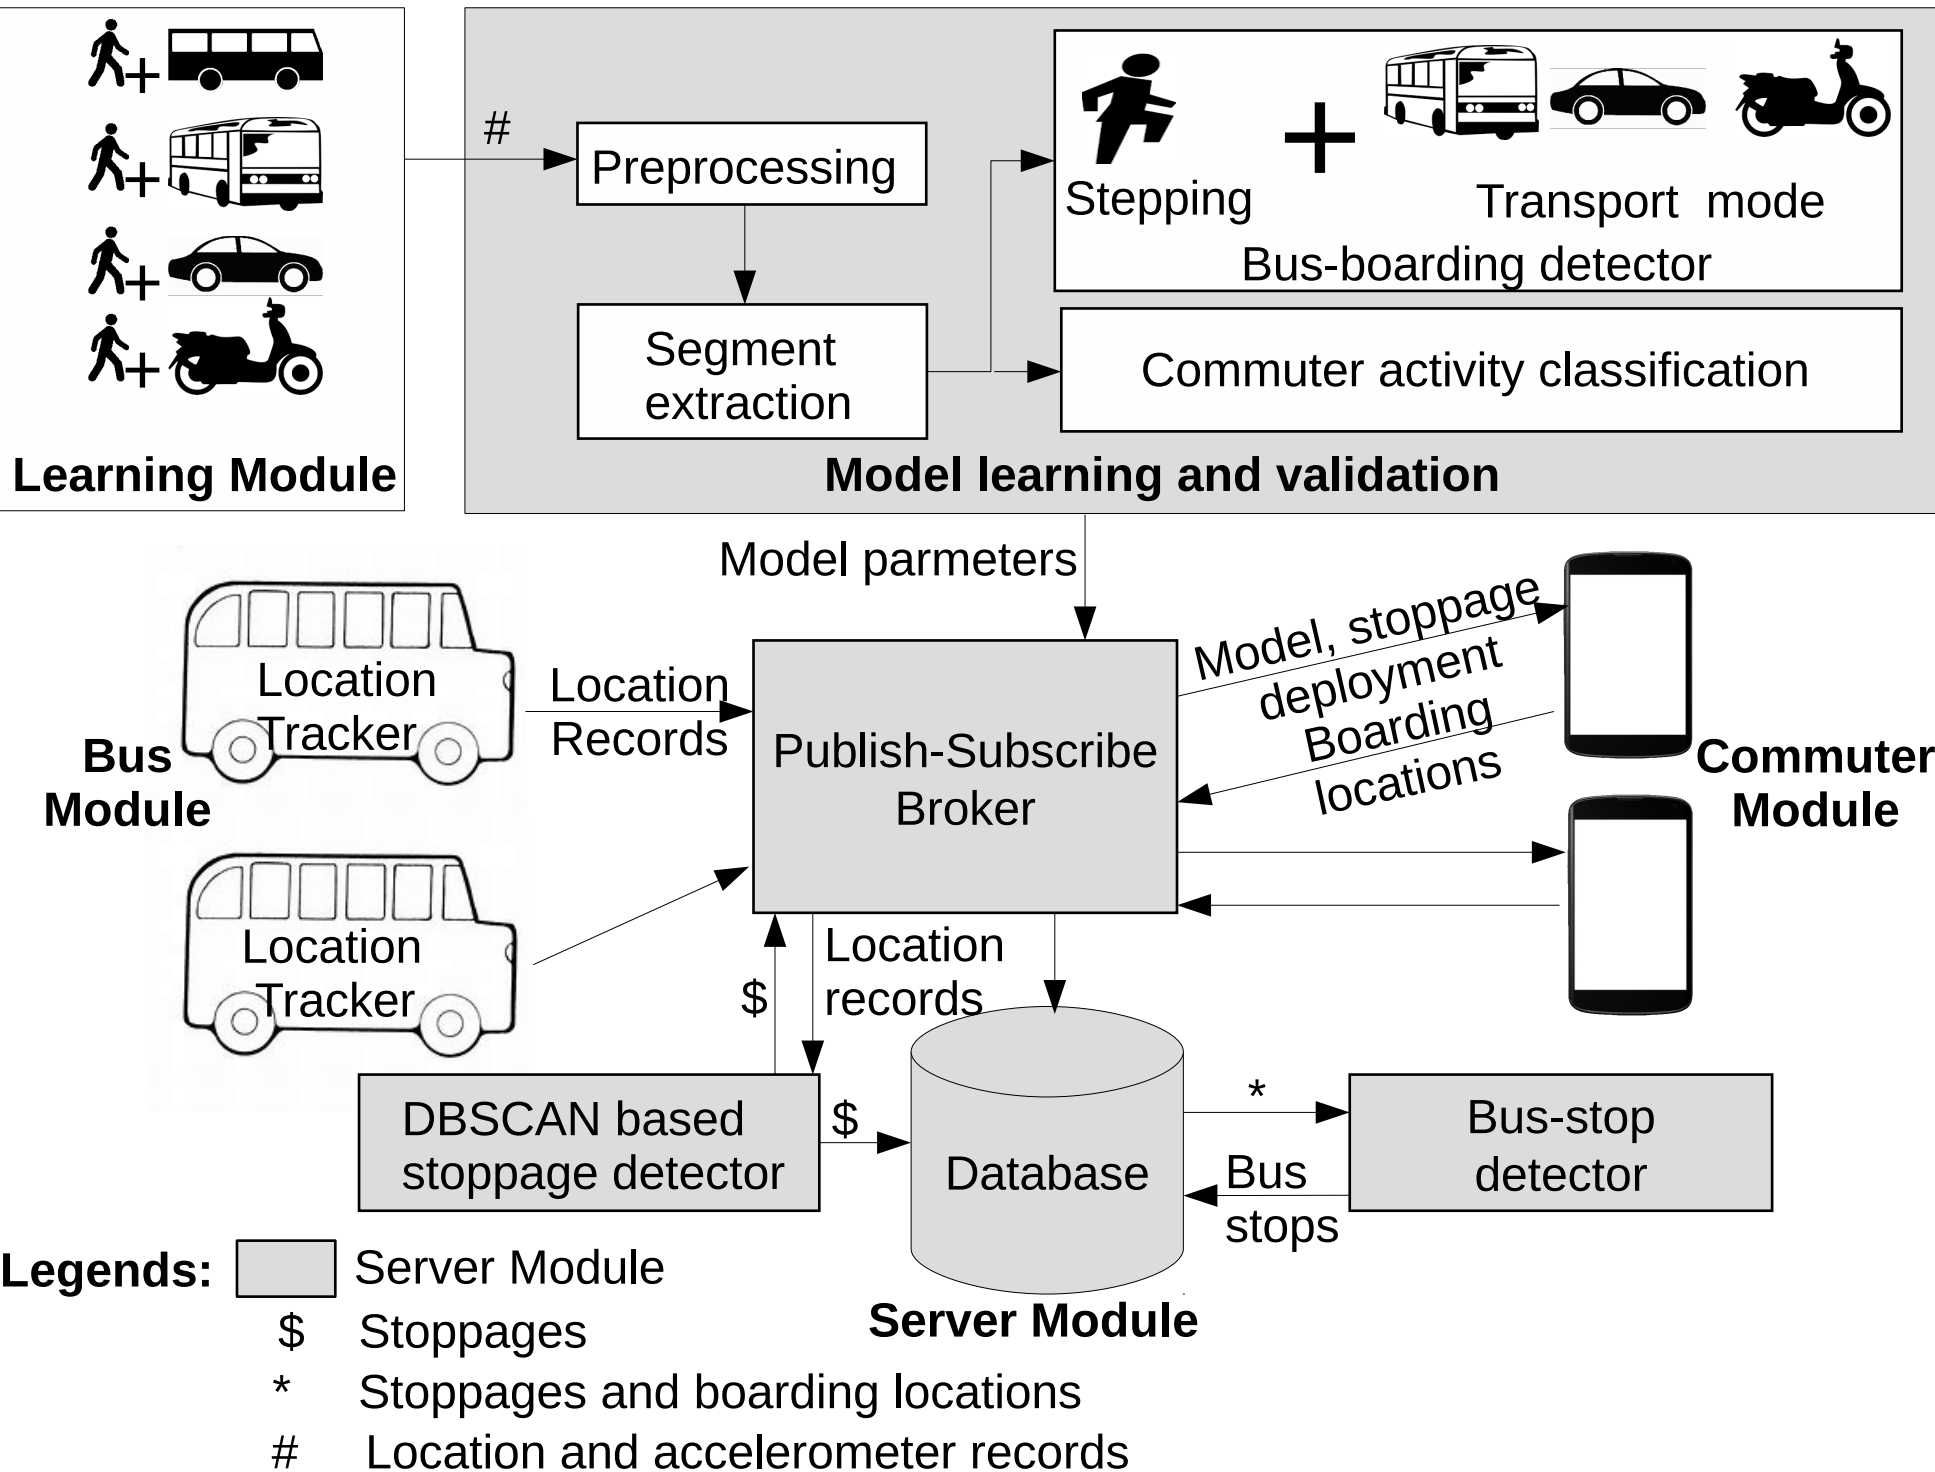 #
Preprocessing
Stepping
Transport mode
Bus-boarding detector
Segment
extraction
Commuter activity classification
Learning Module
Model learning and validation
Model parmeters
Location
Tracker
Location
Records
Bus
Module
Publish-Subscribe
Broker
Model, stoppage
deployment
Boarding
locations
Commuter
Module
Location
Tracker
$
Location
records
DBSCAN based
stoppage detector
$
Database
*
Bus
stops
Bus-stop
detector
Server Module
Legends:
Server Module
$ Stoppages
* Stoppages and boarding locations
# Location and accelerometer records